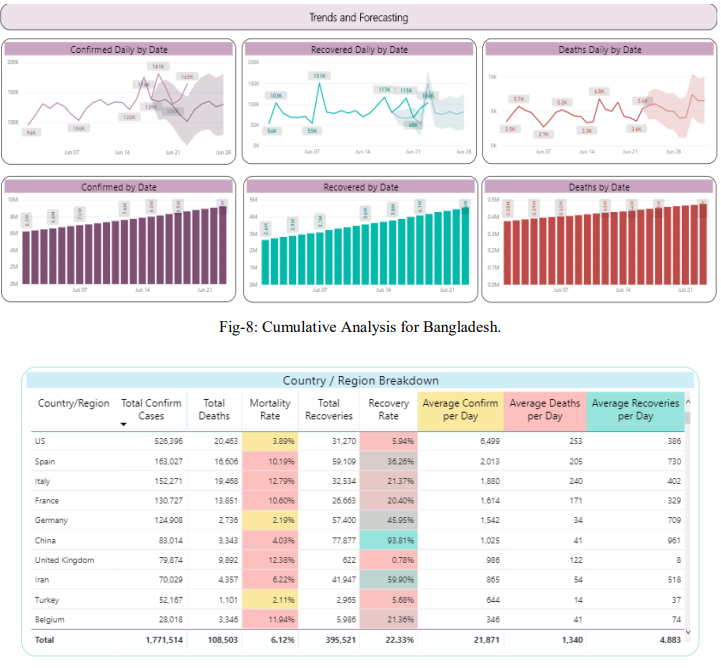 Trends and Forecasting
Confirmed Daily by Date
Recovered Daily by Date
Deaths Daily by Date
200K
181K
165K
150K
129K
122K
100K
104K
96K
Jun 07 Jun 14 Jun 21 Jun 28
200K
151K
150K
117K
115K
103K
100K
104K
50K
54K
55K
48K
0K
Jun 07 Jun 14 Jun 21 Jun 28
10K
6.8K
5.7K
5.2K
5.4K
5K
3.5K
2.7K
3.3K
3.6K
0K
Jun 07 Jun 14 Jun 21 Jun 28
Confirmed by Date
Recovered by Date
Deaths by Date
10M
8M
6M
4M
2M
0M
Jun 07 Jun 14 Jun 21
5M
4M
3M
2M
1M
0M
Jun 07 Jun 14 Jun 21
0.5M
0.4M
0.3M
0.2M
0.1M
0.0M
Jun 07 Jun 14 Jun 21
Fig-8: Cumulative Analysis for Bangladesh.
Country / Region Breakdown
Country/Region Total Confirm Cases Total Deaths Mortality Rate Total Recoveries Recovery Rate Average Confirm per Day Average Deaths per Day Average Recoveries per Day
US 526,396 20,463 3.89% 31,270 5.94% 6,499 253 386
Spain 163,027 16,606 10.19% 59,109 36.26% 2,013 205 730
Italy 152,271 19,468 12.79% 32,534 21.37% 1,880 240 402
France 130,727 13,851 10.60% 26,663 20.40% 1,614 171 329
Germany 124,908 2,736 2.19% 57,400 45.95% 1,542 34 709
China 83,014 3,343 4.03% 77,877 93.81% 1,025 41 961
United Kingdom 79,874 9,892 12.38% 622 0.78% 986 122 8
Iran 70,029 4,357 6.22% 41,947 59.90% 865 54 518
Turkey 52,167 1,101 2.11% 2,965 5.68% 644 14 37
Belgium 28,018 3,346 11.94% 5,986 21.36% 346 41 74
Total 1,771,514 108,503 6.12% 395,521 22.33% 21,871 1,340 4,883